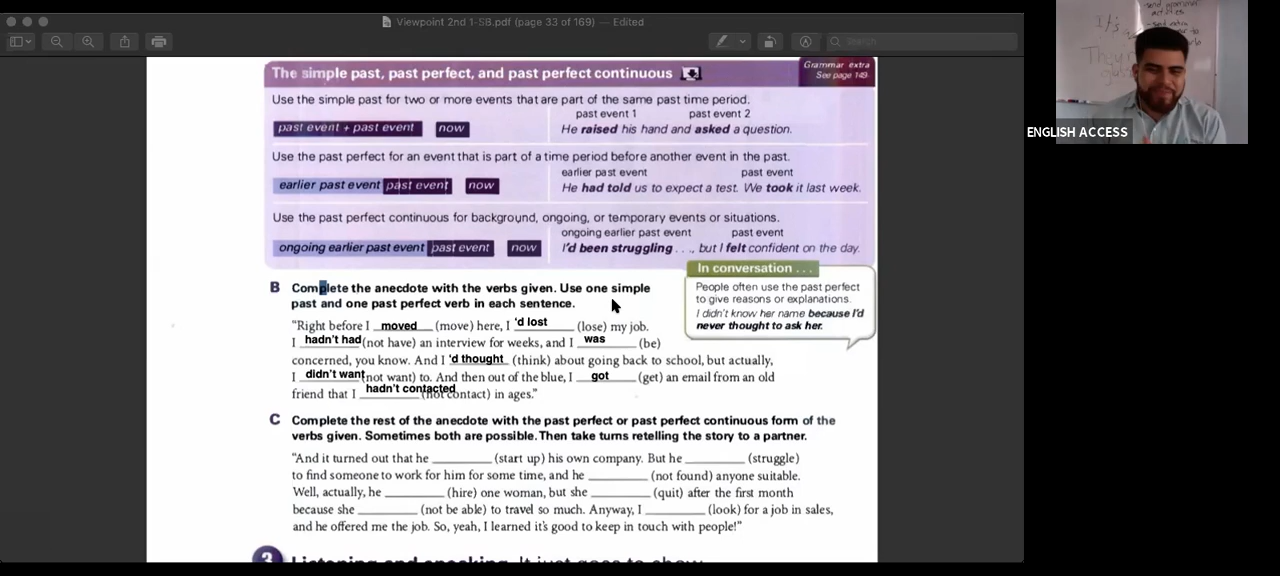 Viewpoint 2nd 1-SB.pdf (page 33 of 169) — Edited
Search
The simple past, past perfect, and past perfect continuous
Grammar extra
See page 149.
Use the simple past for two or more events that are part of the same past time period.
past event 1 past event 2
past event + past event now He raised his hand and asked a question.
Use the past perfect for an event that is part of a time period before another event in the past.
earlier past event past event
earlier past event past event now He had told us to expect a test. We took it last week.
Use the past perfect continuous for background, ongoing, or temporary events or situations.
ongoing earlier past event past event
ongoing earlier past event past event now I'd been struggling . . . , but I felt confident on the day.
B Complete the anecdote with the verbs given. Use one simple
past and one past perfect verb in each sentence.
"Right before I moved (move) here, I 'd lost (lose) my job.
I hadn't had (not have) an interview for weeks, and I was (be)
concerned, you know. And I 'd thought (think) about going back to school, but actually,
I didn't want (not want) to. And then out of the blue, I got (get) an email from an old
friend that I hadn't contacted (not contact) in ages."
In conversation . . .
People often use the past perfect
to give reasons or explanations.
I didn't know her name because I'd
never thought to ask her.
C Complete the rest of the anecdote with the past perfect or past perfect continuous form of the
verbs given. Sometimes both are possible. Then take turns retelling the story to a partner.
"And it turned out that he ________ (start up) his own company. But he ________ (struggle)
to find someone to work for him for some time, and he ________ (not found) anyone suitable.
Well, actually, he ________ (hire) one woman, but she ________ (quit) after the first month
because she ________ (not be able) to travel so much. Anyway, I ________ (look) for a job in sales,
and he offered me the job. So, yeah, I learned it's good to keep in touch with people!"
3 Listening and speaking It just goes to show
ENGLISH ACCESS